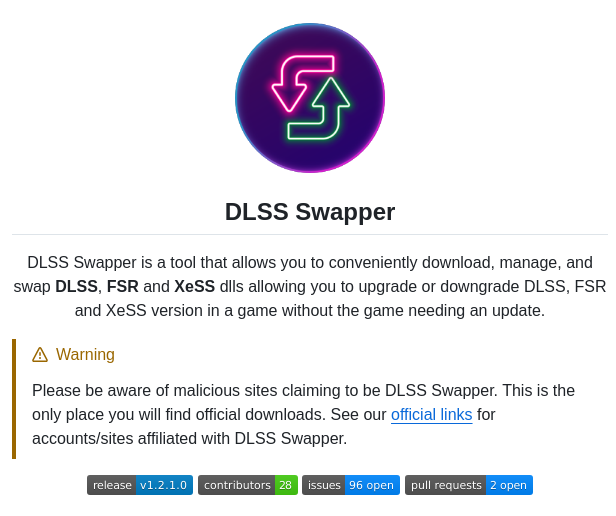 DLSS Swapper
DLSS Swapper is a tool that allows you to conveniently download, manage, and
swap DLSS, FSR and XeSS dlls allowing you to upgrade or downgrade DLSS, FSR
and XeSS version in a game without the game needing an update.
Warning
Please be aware of malicious sites claiming to be DLSS Swapper. This is the
only place you will find official downloads. See our official links for
accounts/sites affiliated with DLSS Swapper.
release v1.2.1.0 contributors 28 issues 96 open pull requests 2 open